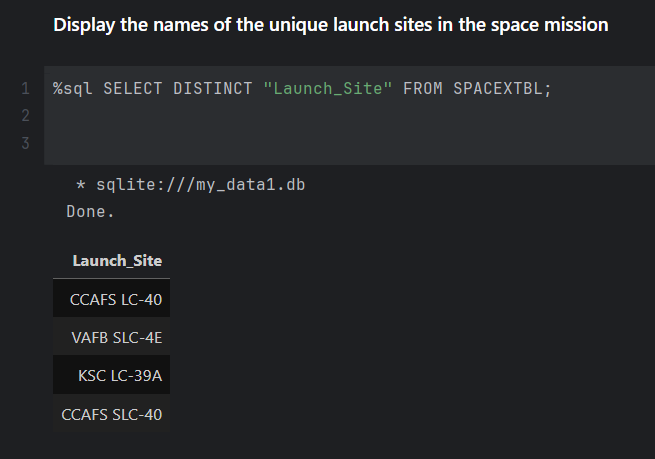 Display the names of the unique launch sites in the space mission
1 %sql SELECT DISTINCT "Launch_Site" FROM SPACEXTBL;
2
3
* sqlite:///my_data1.db
Done.
Launch_Site
CCAFS LC-40
VAFB SLC-4E
KSC LC-39A
CCAFS SLC-40